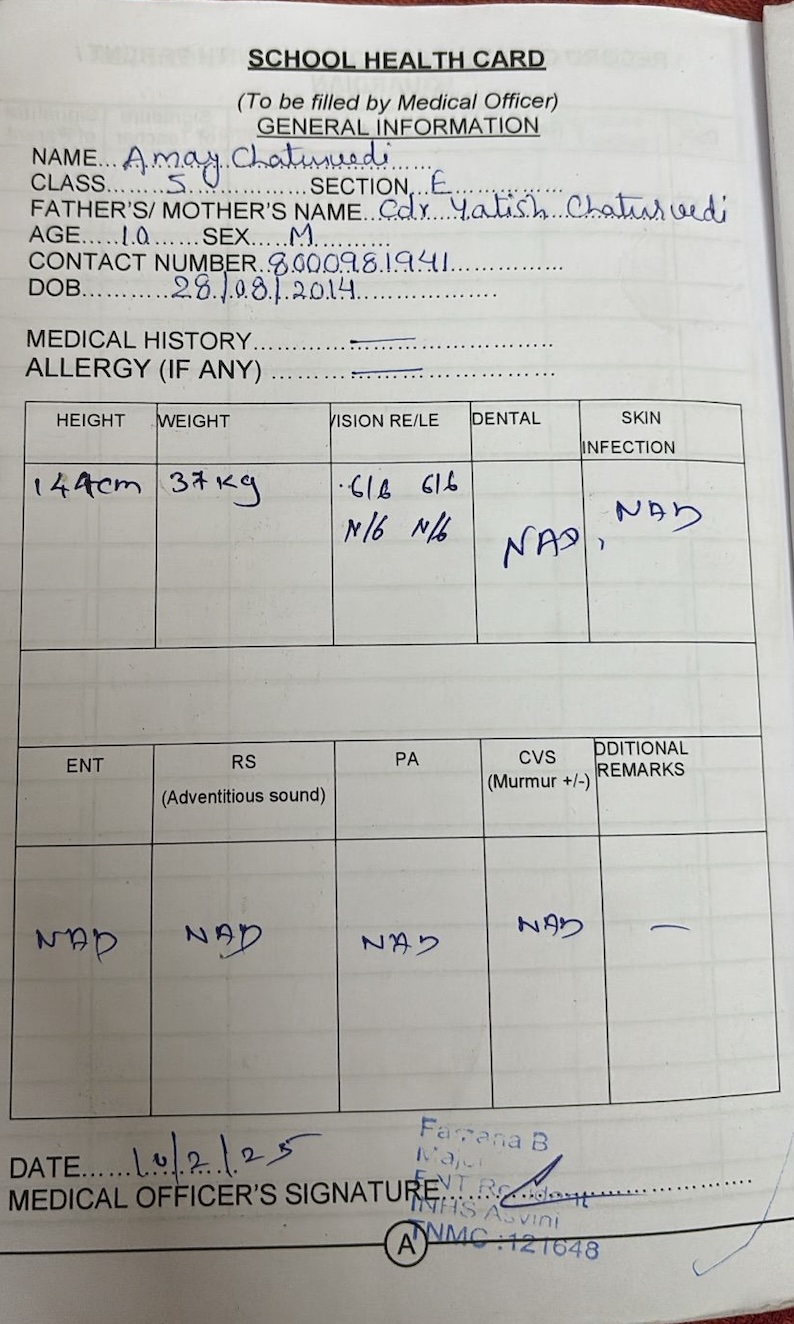 SCHOOL HEALTH CARD
(To be filled by Medical Officer)
GENERAL INFORMATION
NAME... Amay Chaturvedi
CLASS.......5.............SECTION..E..............
FATHER'S/ MOTHER'S NAME..Cdr Yatish Chaturvedi
AGE.....10......SEX.....M..........
CONTACT NUMBER..8000981941...............
DOB...........28/08/2014..................
MEDICAL HISTORY............—....................
ALLERGY (IF ANY) ..........—....................
HEIGHT WEIGHT VISION RE/LE DENTAL SKIN INFECTION
144cm 37Kg 6/6 6/6 NAD, NAD
N/6 N/6
ENT RS (Adventitious sound) PA CVS (Murmur +/-) DDITIONAL REMARKS
NAD NAD NAD NAD —
DATE......10/2/25
MEDICAL OFFICER'S SIGNATURE.................................
B
Major
ENT Resident
INHS Asvini
TNMC :121648
A